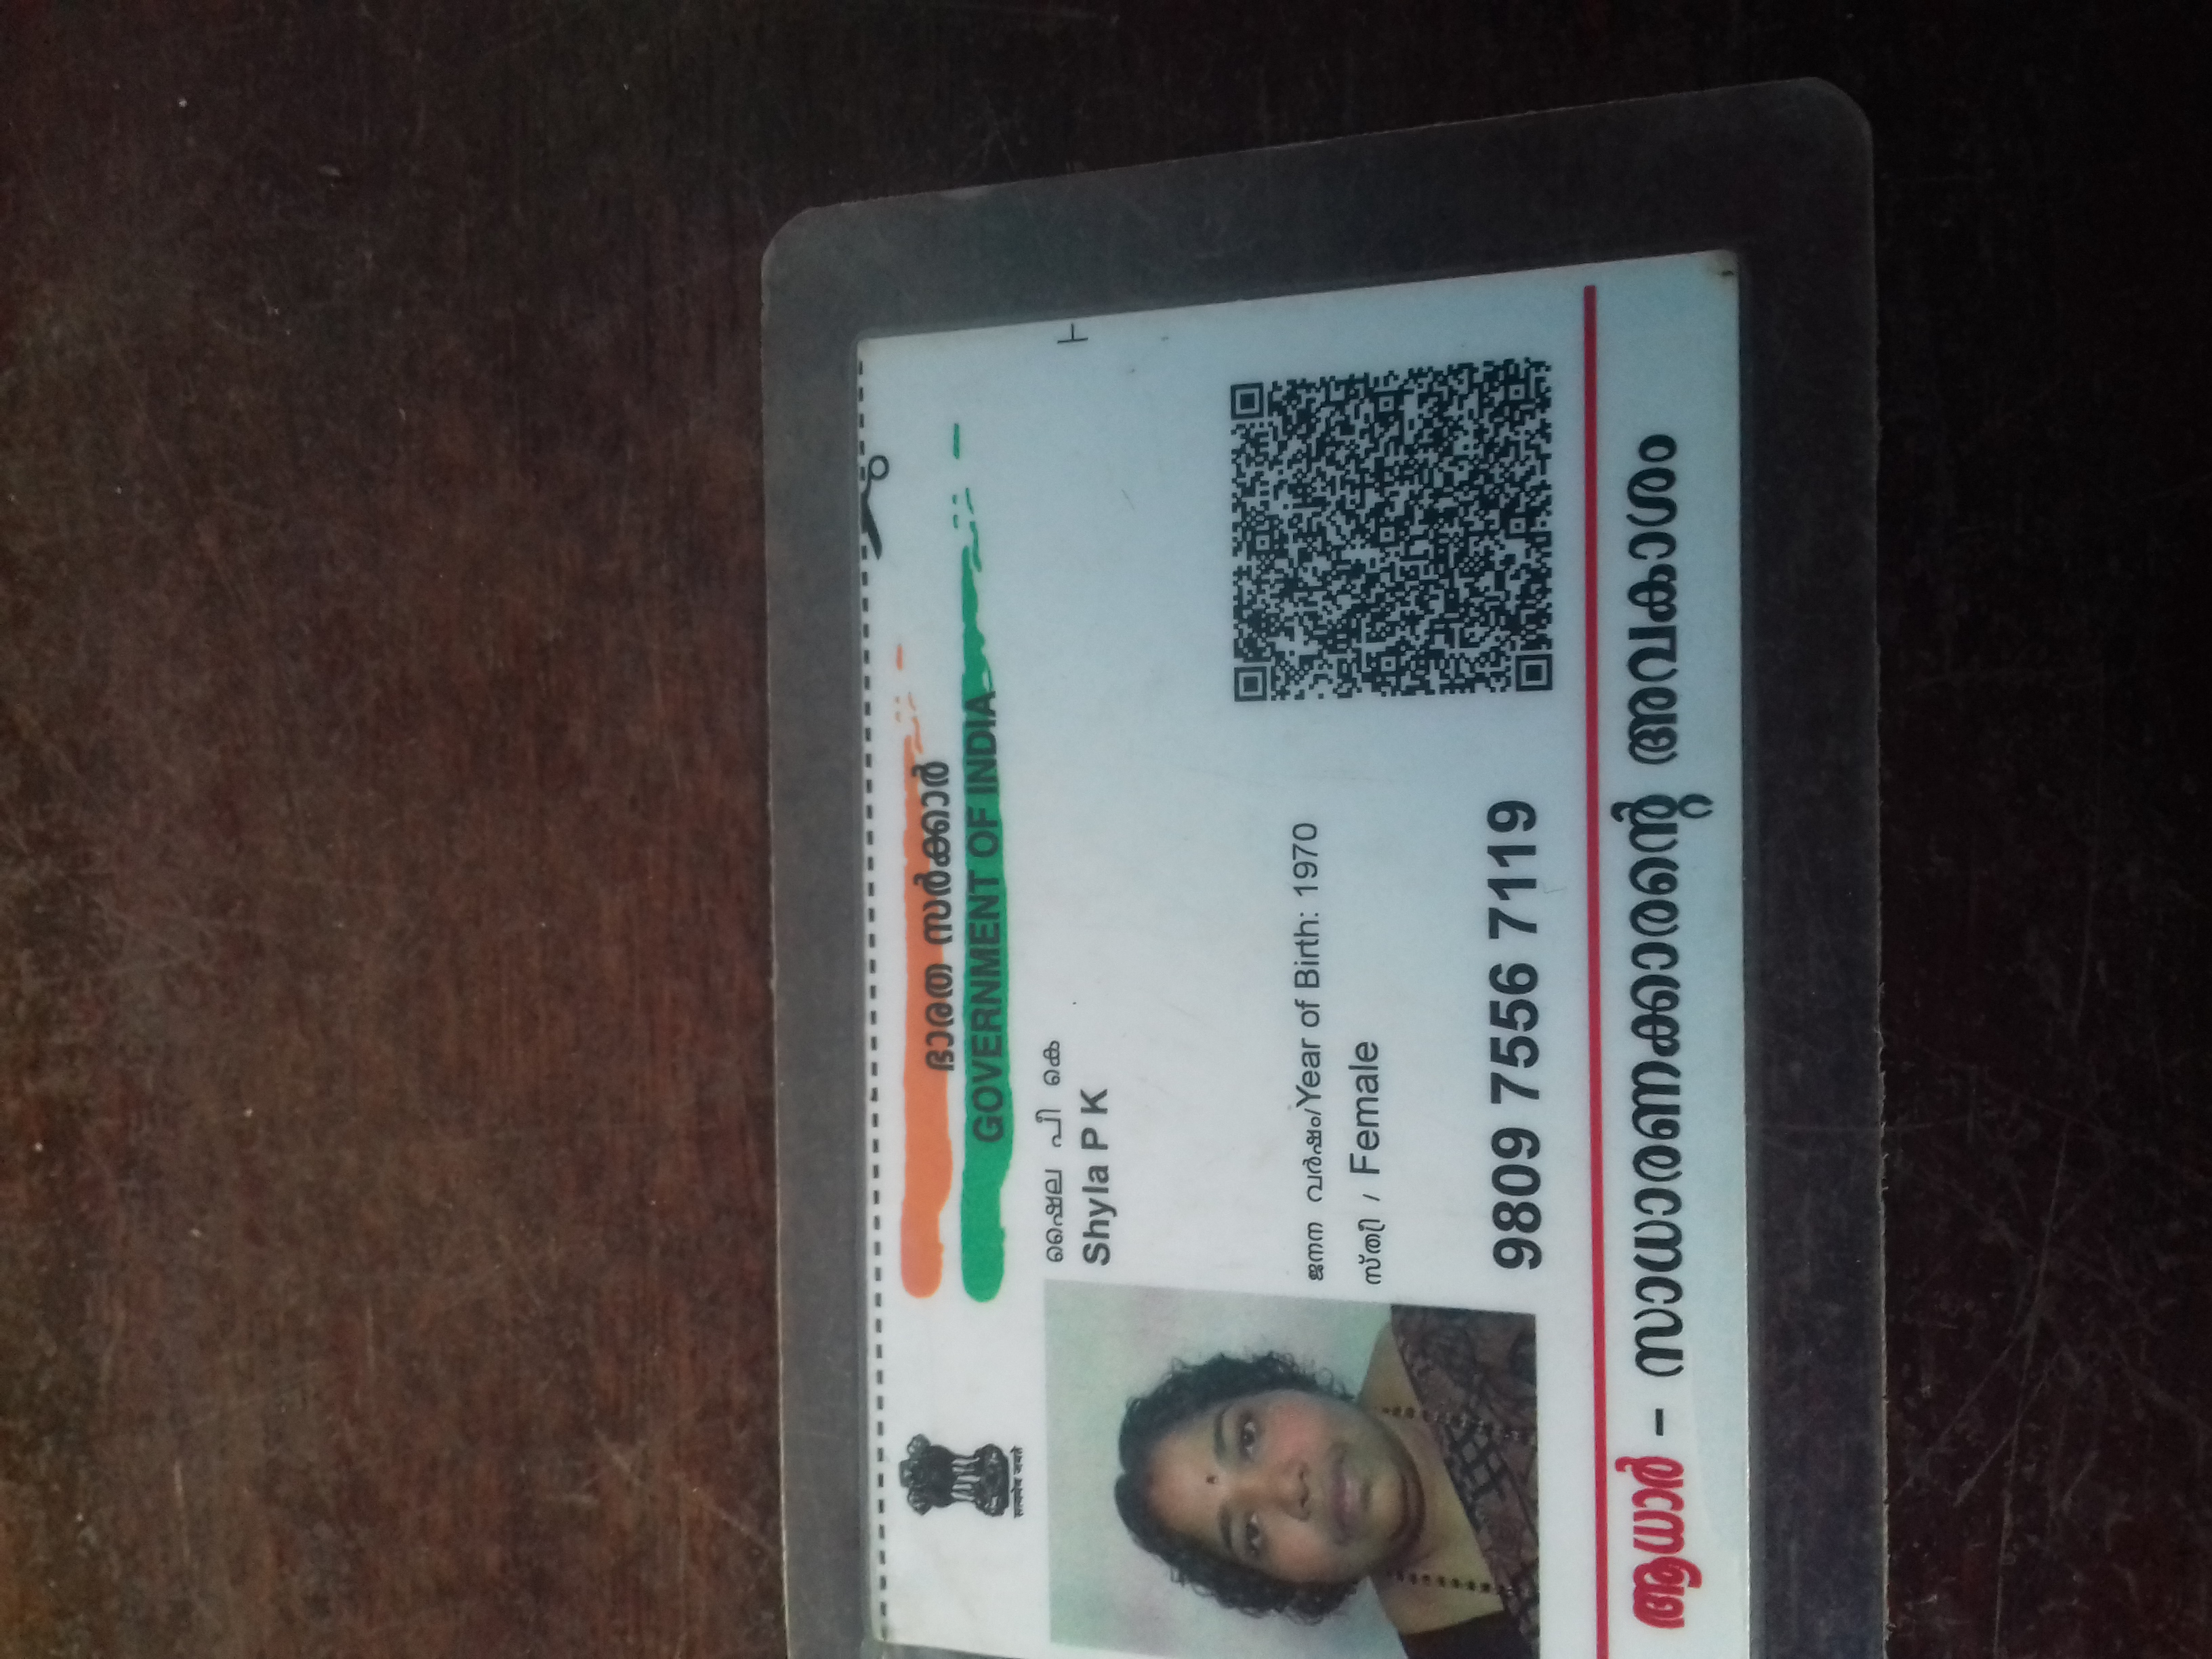 ഭാരത സർക്കാർ
GOVERNMENT OF INDIA
सत्यमेव जयते
ഷൈല പീ കെ
Shyla P K
ജനന വർഷം/Year of Birth: 1970
സ്ത്രീ / Female
9809 7556 7119
ആധാർ - സാധാരണക്കാരന്റെ അവകാശം